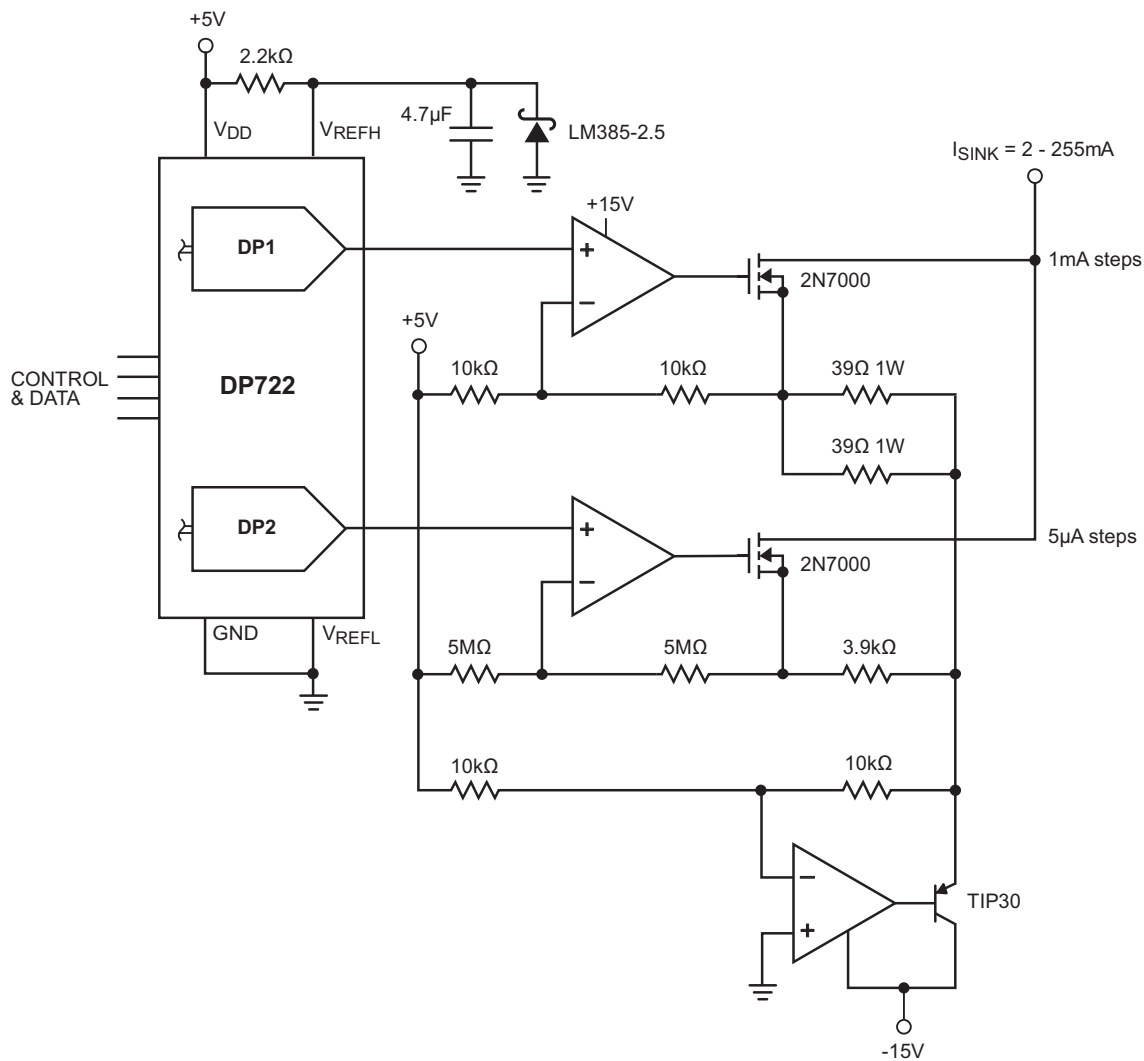 +5V
2.2kΩ
VDD
VREFH
4.7µF
LM385-2.5
ISINK = 2 - 255mA
DP1
+15V
+
−
2N7000
1mA steps
+5V
10kΩ
10kΩ
39Ω 1W
CONTROL
& DATA
DP722
39Ω 1W
DP2
+
−
2N7000
5µA steps
GND
VREFL
5MΩ
5MΩ
3.9kΩ
10kΩ
10kΩ
−
+
TIP30
-15V